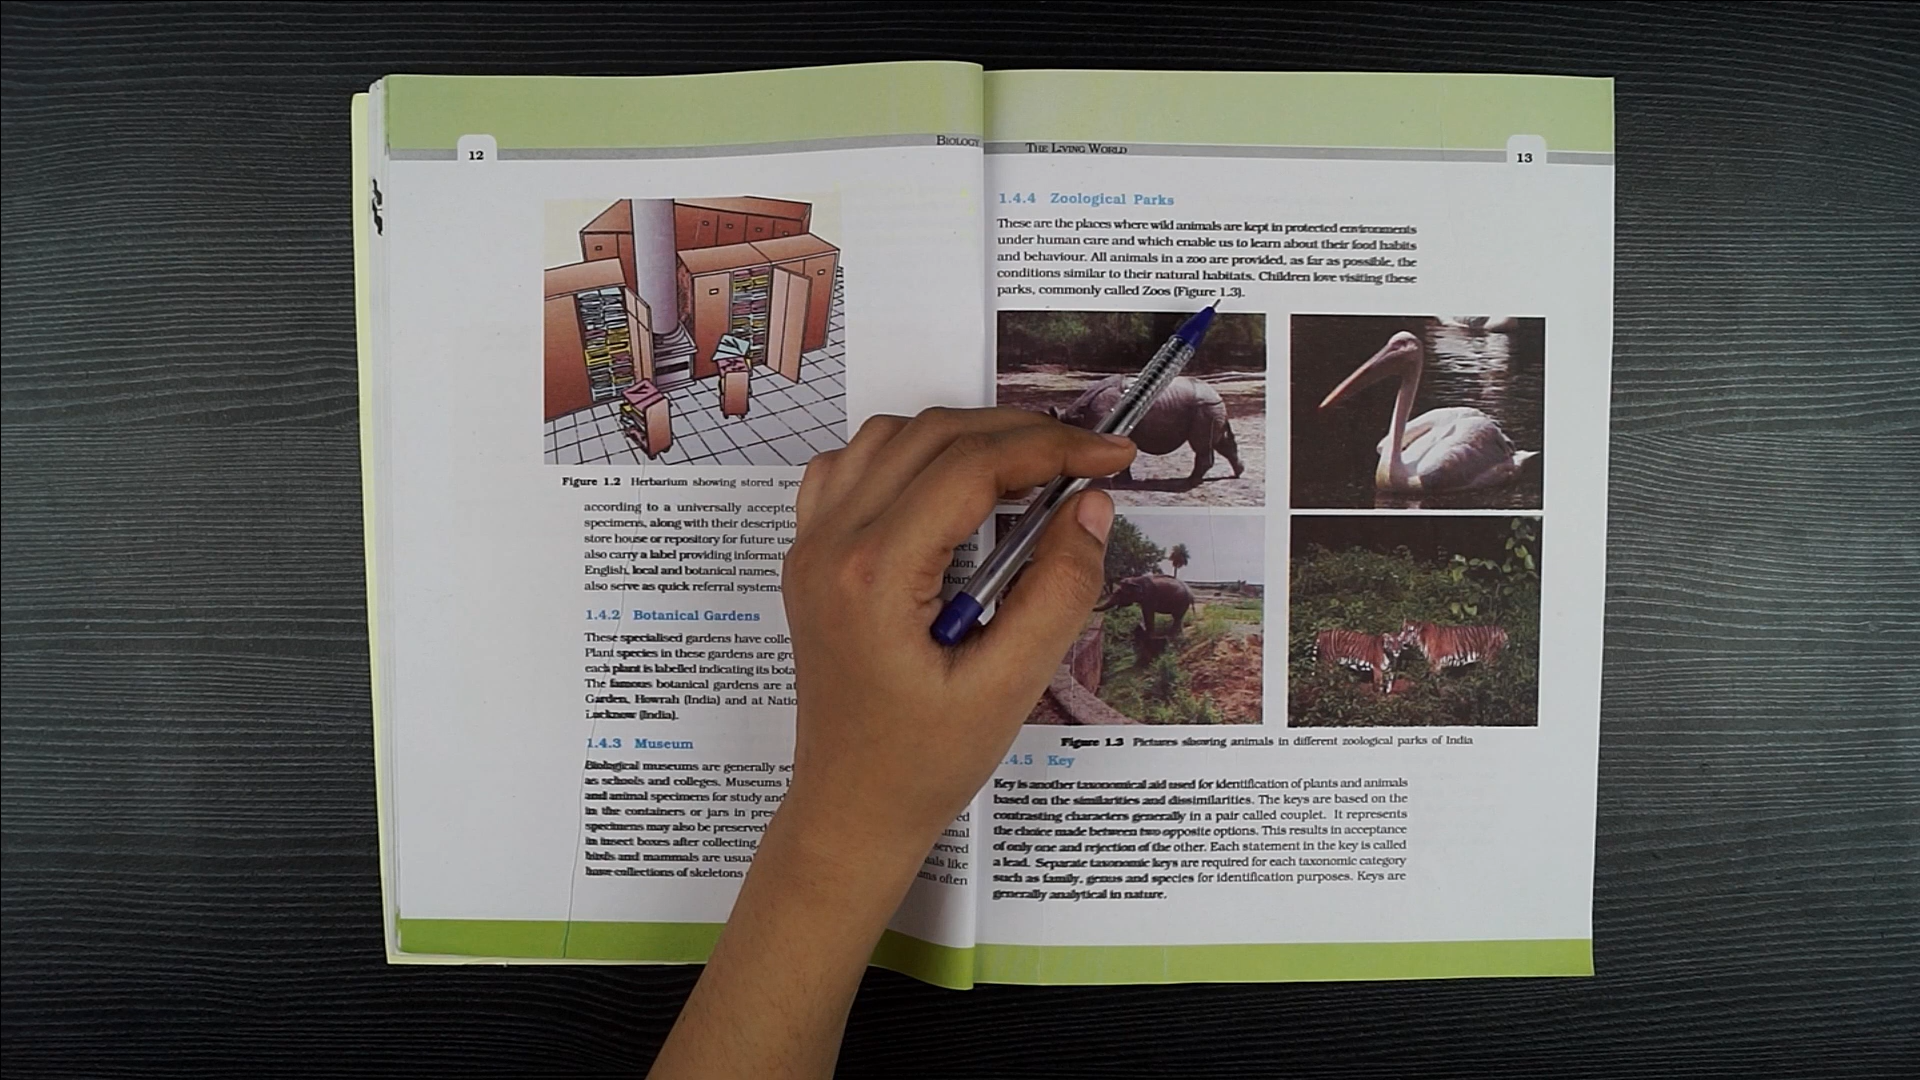 12
BIOLOGY
Figure 1.2 Herbarium showing stored
according to a universally accepted
specimens, along with their
store house or repository for future
also carry a label providing
English, local and botanical names,
also serve as quick referral systems
1.4.2 Botanical Gardens
These specialised gardens have
Plant species in these gardens are
each plant is labelled indicating its
The famous botanical gardens are at
Garden, Howrah (India) and at
Lucknow (India).
1.4.3 Museum
Biological museums are generally set
as schools and colleges. Museums
and animal specimens for study and
in the containers or jars in
specimens may also be preserved
in insect boxes after collecting,
birds and mammals are
have collections of skeletons
like
often
THE LIVING WORLD
13
1.4.4 Zoological Parks
These are the places where wild animals are kept in protected environments
under human care and which enable us to learn about their food habits
and behaviour. All animals in a zoo are provided, as far as possible, the
conditions similar to their natural habitats. Children love visiting these
parks, commonly called Zoos (Figure 1.3).
Figure 1.3 Pictures showing animals in different zoological parks of India
1.4.5 Key
Key is another taxonomical aid used for identification of plants and animals
based on the similarities and dissimilarities. The keys are based on the
contrasting characters generally in a pair called couplet. It represents
the choice made between two opposite options. This results in acceptance
of only one and rejection of the other. Each statement in the key is called
a lead. Separate taxonomic keys are required for each taxonomic category
such as family, genus and species for identification purposes. Keys are
generally analytical in nature.